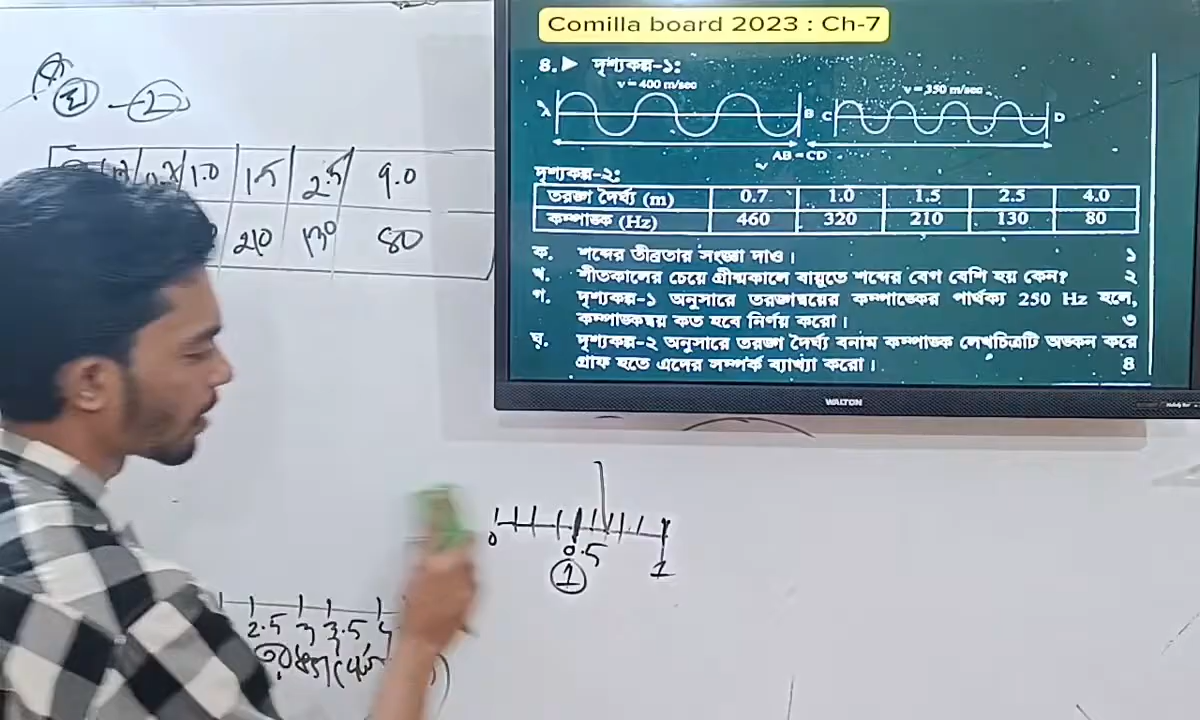 Comilla board 2023 : Ch-7
৪. ▶ দৃশ্যকল্প-১:
v = 400 m/sec
v = 350 m/sec
A B C D
AB = CD
দৃশ্যকল্প-২:
তরঙ্গ দৈর্ঘ্য (m) 0.7 1.0 1.5 2.5 4.0
কম্পাঙ্ক (Hz) 460 320 210 130 80
ক. শব্দের তীব্রতার সংজ্ঞা দাও। ১
খ. শীতকালের চেয়ে গ্রীষ্মকালে বায়ুতে শব্দের বেগ বেশি হয় কেন? ২
গ. দৃশ্যকল্প-১ অনুসারে তরঙ্গদ্বয়ের কম্পাঙ্কের পার্থক্য 250 Hz হলে,
কম্পাঙ্কদ্বয় কত হবে নির্ণয় করো। ৩
ঘ. দৃশ্যকল্প-২ অনুসারে তরঙ্গ দৈর্ঘ্য বনাম কম্পাঙ্ক লেখচিত্রটি অঙ্কন করে
গ্রাফ হতে এদের সম্পর্ক ব্যাখ্যা করো। ৪
WALTON
1.0 1.5 2.5 9.0
210 130 80
0 0.5 1
1
2.5 3 3.5 4